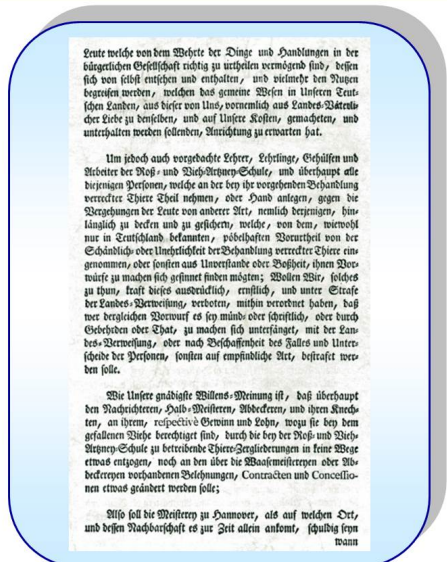 Leute welche von dem Wehrte der Dinge und Handlungen in der
bürgerlichen Gesellschaft richtig zu urtheilen vermögend sind, dessen
sich von selbst entsehen und enthalten, und vielmehr den Nutzen
begreifen werden, welchen das gemeine Wesen in Unseren Teut-
schen Landen, aus dieser von Uns, vornemlich aus Landes-Väterli-
cher Liebe zu denselben, und auf Unsere Kosten, gemacheten, und
unterhalten werden sollenden, Anrichtung zu erwarten hat.
Um jedoch auch vorgedachte Lehrer, Lehrlinge, Gehülfen und
Arbeiter der Roß- und Vieh-Artzney-Schule, und überhaupt alle
diejenigen Personen, welche an der bey ihr vorgehenden Behandlung
verreckter Thiere Theil nehmen, oder Hand anlegen, gegen die
Vergehungen der Leute von anderer Art, nemlich derjenigen, hin-
länglich zu decken und zu gesichern, welche, von dem, wiewohl
nur in Teutschland bekannten, pöbelhaften Vorurtheil von der
Schändlich- oder Unehrlichkeit der Behandlung verreckter Thiere ein-
genommen, oder sonsten aus Unverstande oder Boßheit, ihnen Vor-
würfe zu machen sich gesinnet finden mögten; Wollen Wir, solches
zu thun, kraft dieses ausdrücklich, ernstlich, und unter Strafe
der Landes-Verweisung, verboten, mithin verordnet haben, daß
wer dergleichen Vorwurf es sey münd- oder schriftlich, oder durch
Gebehrden oder That, zu machen sich unterfänget, mit der Lan-
des-Verweisung, oder nach Beschaffenheit des Falles und Unter-
scheide der Personen, sonsten auf empfindliche Art, bestrafet wer-
den solle.
Wie Unsere gnädigste Willens-Meinung ist, daß überhaupt
den Nachrichteren, Halb-Meisteren, Abdeckeren, und ihren Knech-
ten, an ihrem, respectivè Gewinn und Lohn, wozu sie bey dem
gefallenen Viehe berechtiget sind, durch die bey der Roß- und Vieh-
Artzney-Schule zu betreibende Thiere-Zergliederungen in keine Wege
etwas entzogen, noch an den über die Waasemeistereyen oder Ab-
deckereyen vorhandenen Belehnungen, Contracten und Concessio-
nen etwas geändert werden solle;
Also soll die Meisterey zu Hannover, als auf welchen Ort,
und dessen Nachbarschaft es zur Zeit allein ankomt, schuldig seyn
wann